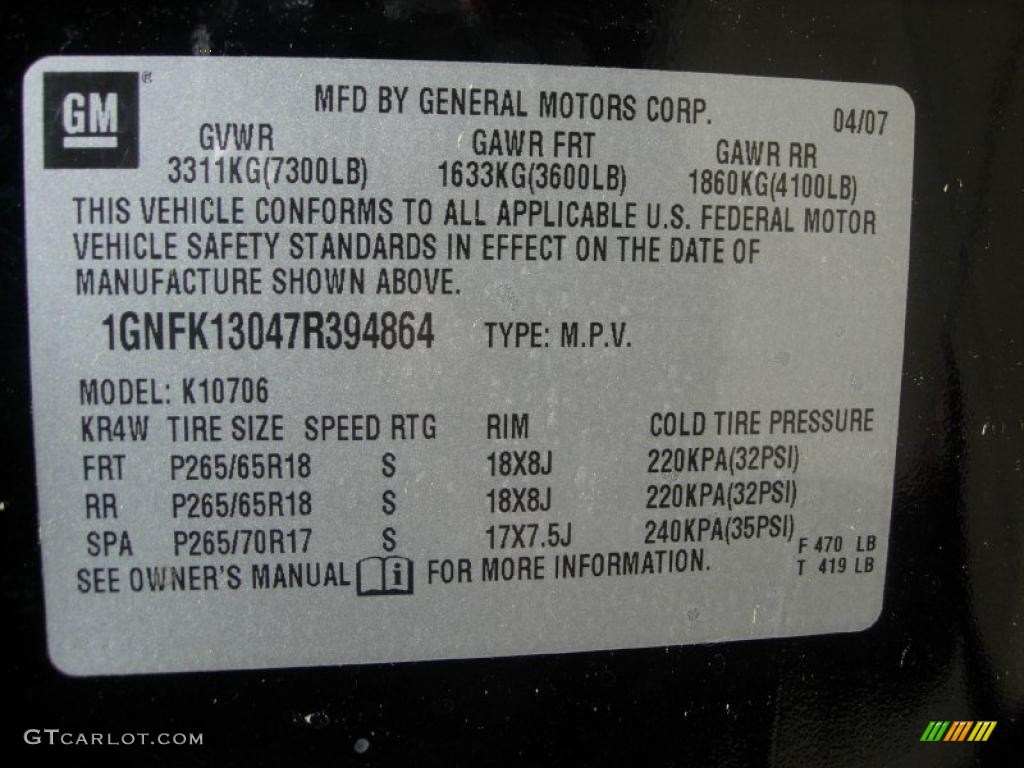 GM®
MFD BY GENERAL MOTORS CORP.
04/07
GVWR GAWR FRT GAWR RR
3311KG(7300LB) 1633KG(3600LB) 1860KG(4100LB)
THIS VEHICLE CONFORMS TO ALL APPLICABLE U.S. FEDERAL MOTOR
VEHICLE SAFETY STANDARDS IN EFFECT ON THE DATE OF
MANUFACTURE SHOWN ABOVE.
1GNFK13047R394864 TYPE: M.P.V.
MODEL: K10706
KR4W TIRE SIZE SPEED RTG RIM COLD TIRE PRESSURE
FRT P265/65R18 S 18X8J 220KPA(32PSI)
RR P265/65R18 S 18X8J 220KPA(32PSI)
SPA P265/70R17 S 17X7.5J 240KPA(35PSI)
F 470 LB
T 419 LB
SEE OWNER'S MANUAL i FOR MORE INFORMATION.
GTCARLOT.COM